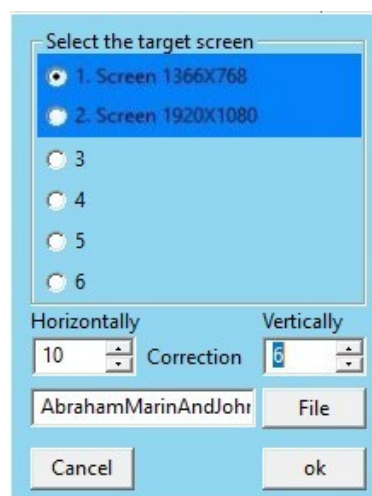 Select the target screen
1. Screen 1366X768
2. Screen 1920X1080
3
4
5
6
Horizontally Vertically
10 Correction 6
AbrahamMarinAndJohn File
Cancel ok